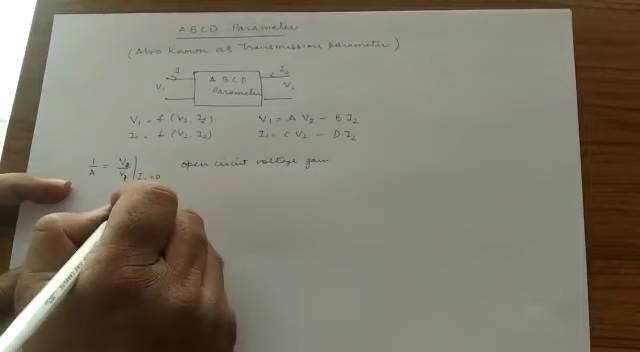 ABCD Parameter
(Also known as transmission parameter)
I₁
I₂
V₁
ABCD
Parameter
V₂
V₁ = f (V₂, I₂)
V₁ = A V₂ - B I₂
I₁ = f (V₂, I₂)
I₁ = C V₂ - D I₂
1/A = V₂/V₁ | I₂=0 open circuit voltage gain